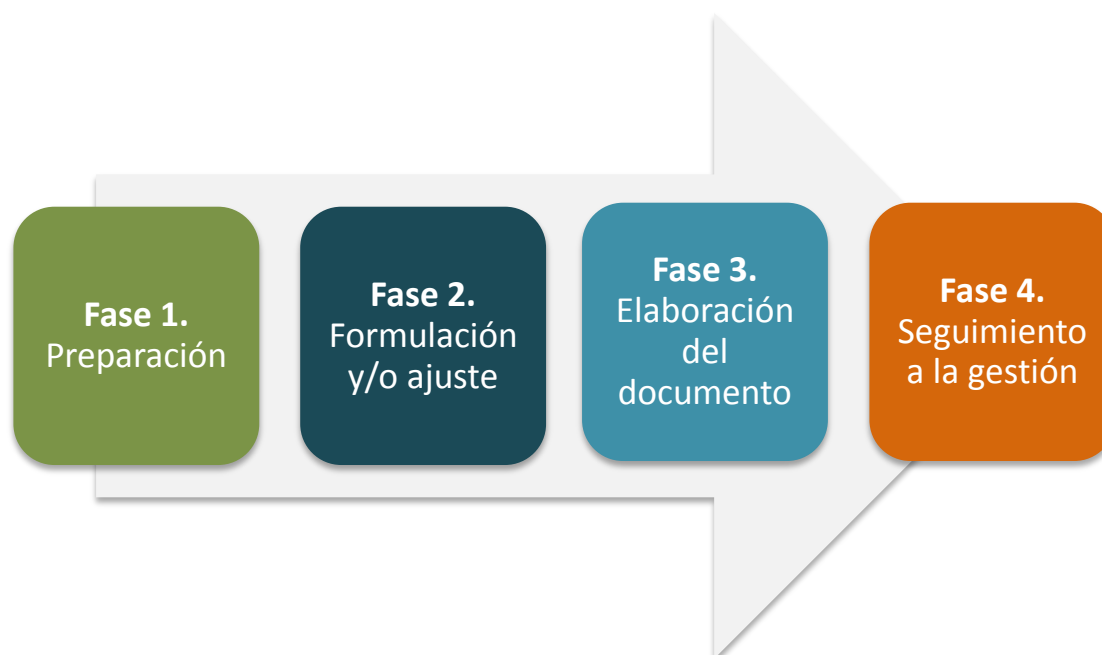 Fase 1.
Preparación
Fase 2.
Formulación
y/o ajuste
Fase 3.
Elaboración
del
documento
Fase 4.
Seguimiento
a la gestión